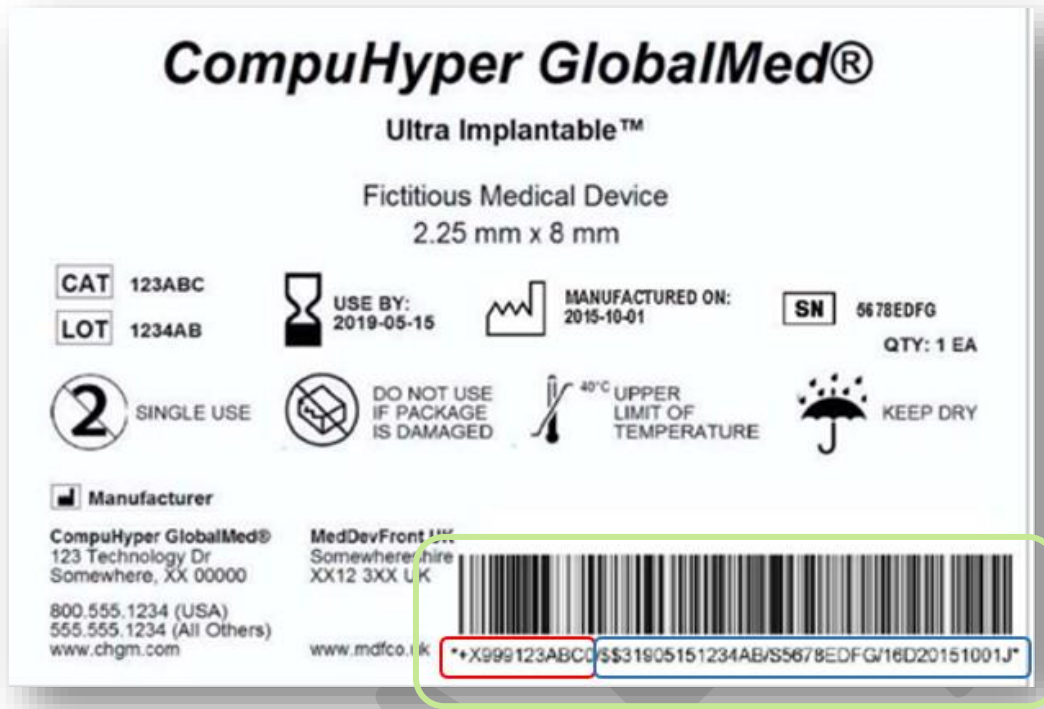 CompuHyper GlobalMed®
Ultra Implantable™
Fictitious Medical Device
2.25 mm x 8 mm
CAT 123ABC
LOT 1234AB
USE BY:
2019-05-15
MANUFACTURED ON:
2015-10-01
SN 5678EDFG
QTY: 1 EA
2 SINGLE USE
DO NOT USE
IF PACKAGE
IS DAMAGED
40°C UPPER
LIMIT OF
TEMPERATURE
KEEP DRY
Manufacturer
CompuHyper GlobalMed®
123 Technology Dr
Somewhere, XX 00000
800.555.1234 (USA)
555.555.1234 (All Others)
www.chgm.com
MedDevFront UK
Somewhereshire
XX12 3XX UK
www.mdfco.uk
*+X999123ABC0/$$31905151234AB/S5678EDFG/16D20151001J*